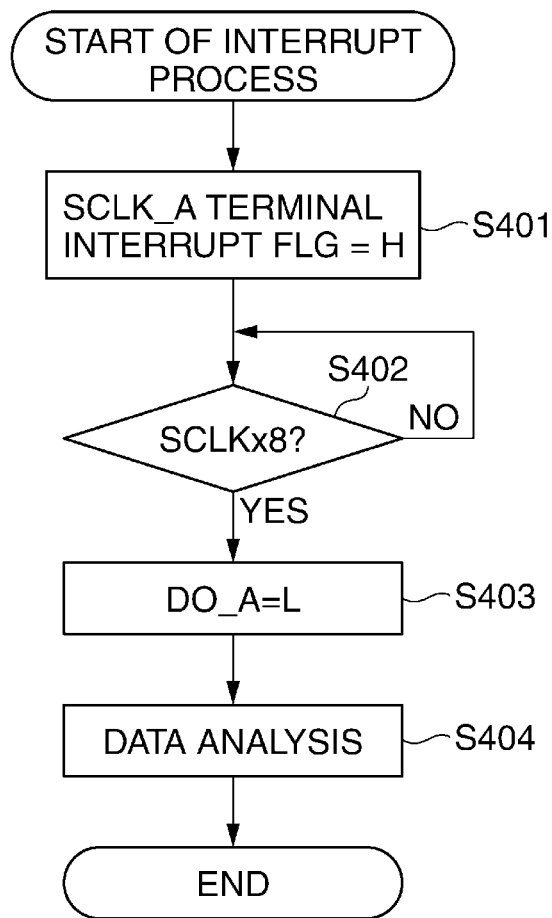 START OF INTERRUPT
PROCESS
SCLK_A TERMINAL
INTERRUPT FLG = H
S401
S402
SCLKx8?
NO
YES
DO_A=L
S403
DATA ANALYSIS
S404
END